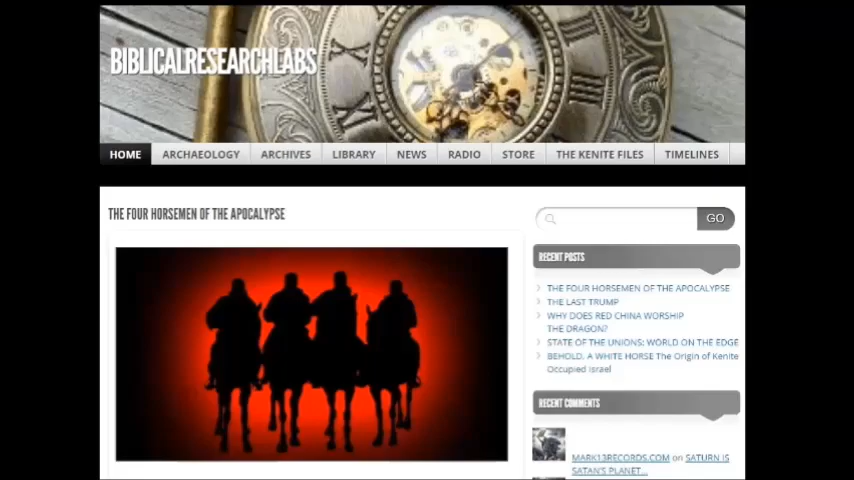 BIBLICALRESEARCHLABS
HOME ARCHAEOLOGY ARCHIVES LIBRARY NEWS RADIO STORE THE KENITE FILES TIMELINES
THE FOUR HORSEMEN OF THE APOCALYPSE
GO
RECENT POSTS
THE FOUR HORSEMEN OF THE APOCALYPSE
THE LAST TRUMP
WHY DOES RED CHINA WORSHIP
THE DRAGON?
STATE OF THE UNIONS: WORLD ON THE EDGE
BEHOLD, A WHITE HORSE The Origin of Kenite
Occupied Israel
RECENT COMMENTS
MARK13RECORDS.COM on SATURN IS
SATAN'S PLANET...